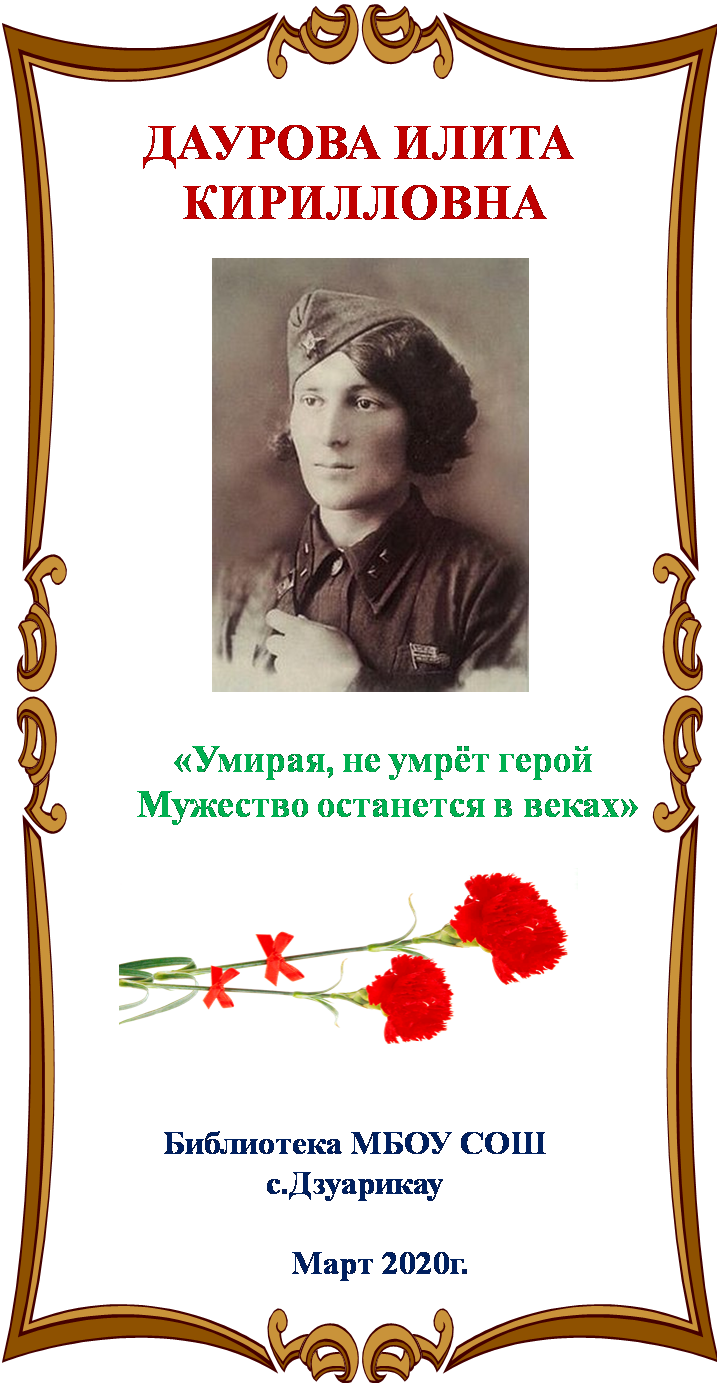 ДАУРОВА ИЛИТА
КИРИЛЛОВНА
«Умирая, не умрёт герой
Мужество останется в веках»
Библиотека МБОУ СОШ
с.Дзуарикау
Март 2020г.